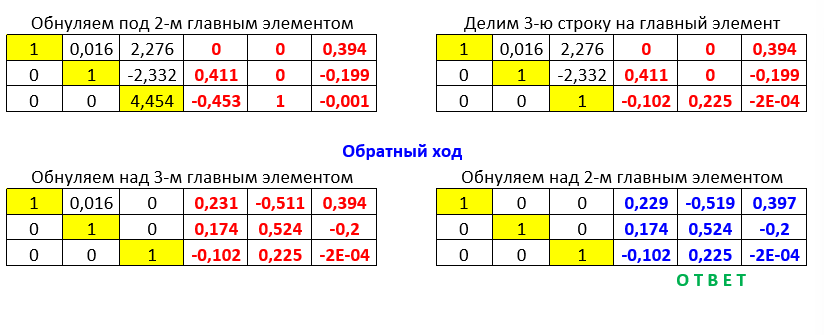 Обнуляем под 2-м главным элементом
1 0,016 2,276 0 0 0,394
0 1 -2,332 0,411 0 -0,199
0 0 4,454 -0,453 1 -0,001
Делим 3-ю строку на главный элемент
1 0,016 2,276 0 0 0,394
0 1 -2,332 0,411 0 -0,199
0 0 1 -0,102 0,225 -2E-04
Обратный ход
Обнуляем над 3-м главным элементом
1 0,016 0 0,231 -0,511 0,394
0 1 0 0,174 0,524 -0,2
0 0 1 -0,102 0,225 -2E-04
Обнуляем над 2-м главным элементом
1 0 0 0,229 -0,519 0,397
0 1 0 0,174 0,524 -0,2
0 0 1 -0,102 0,225 -2E-04
О Т В Е Т